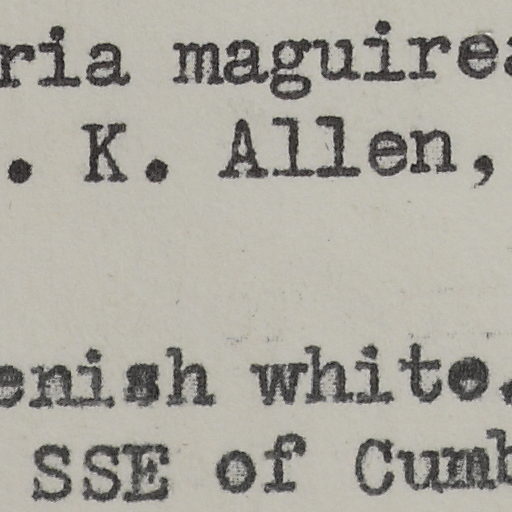 ria maguirea
. K. Allen,
enish white.
SSE of Cumb